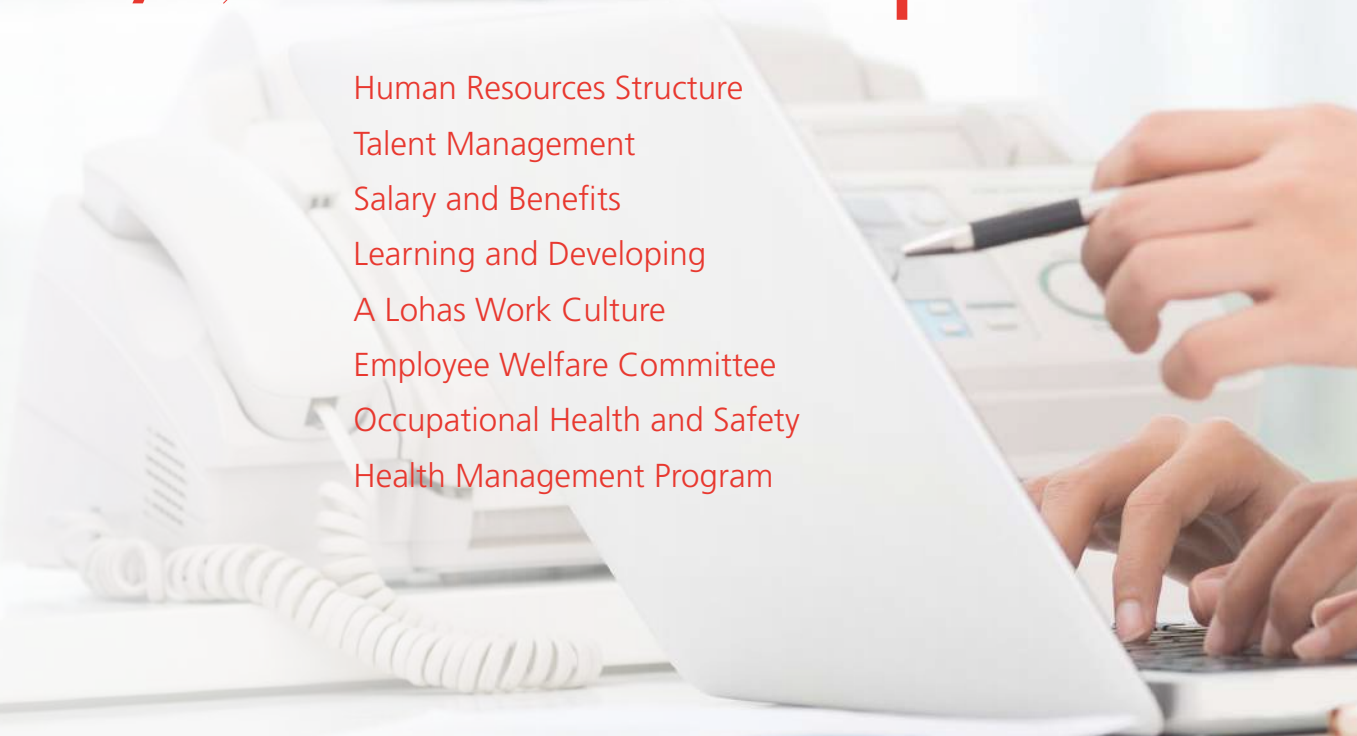 Human Resources Structure
Talent Management
Salary and Benefits
Learning and Developing
A Lohas Work Culture
Employee Welfare Committee
Occupational Health and Safety
Health Management Program